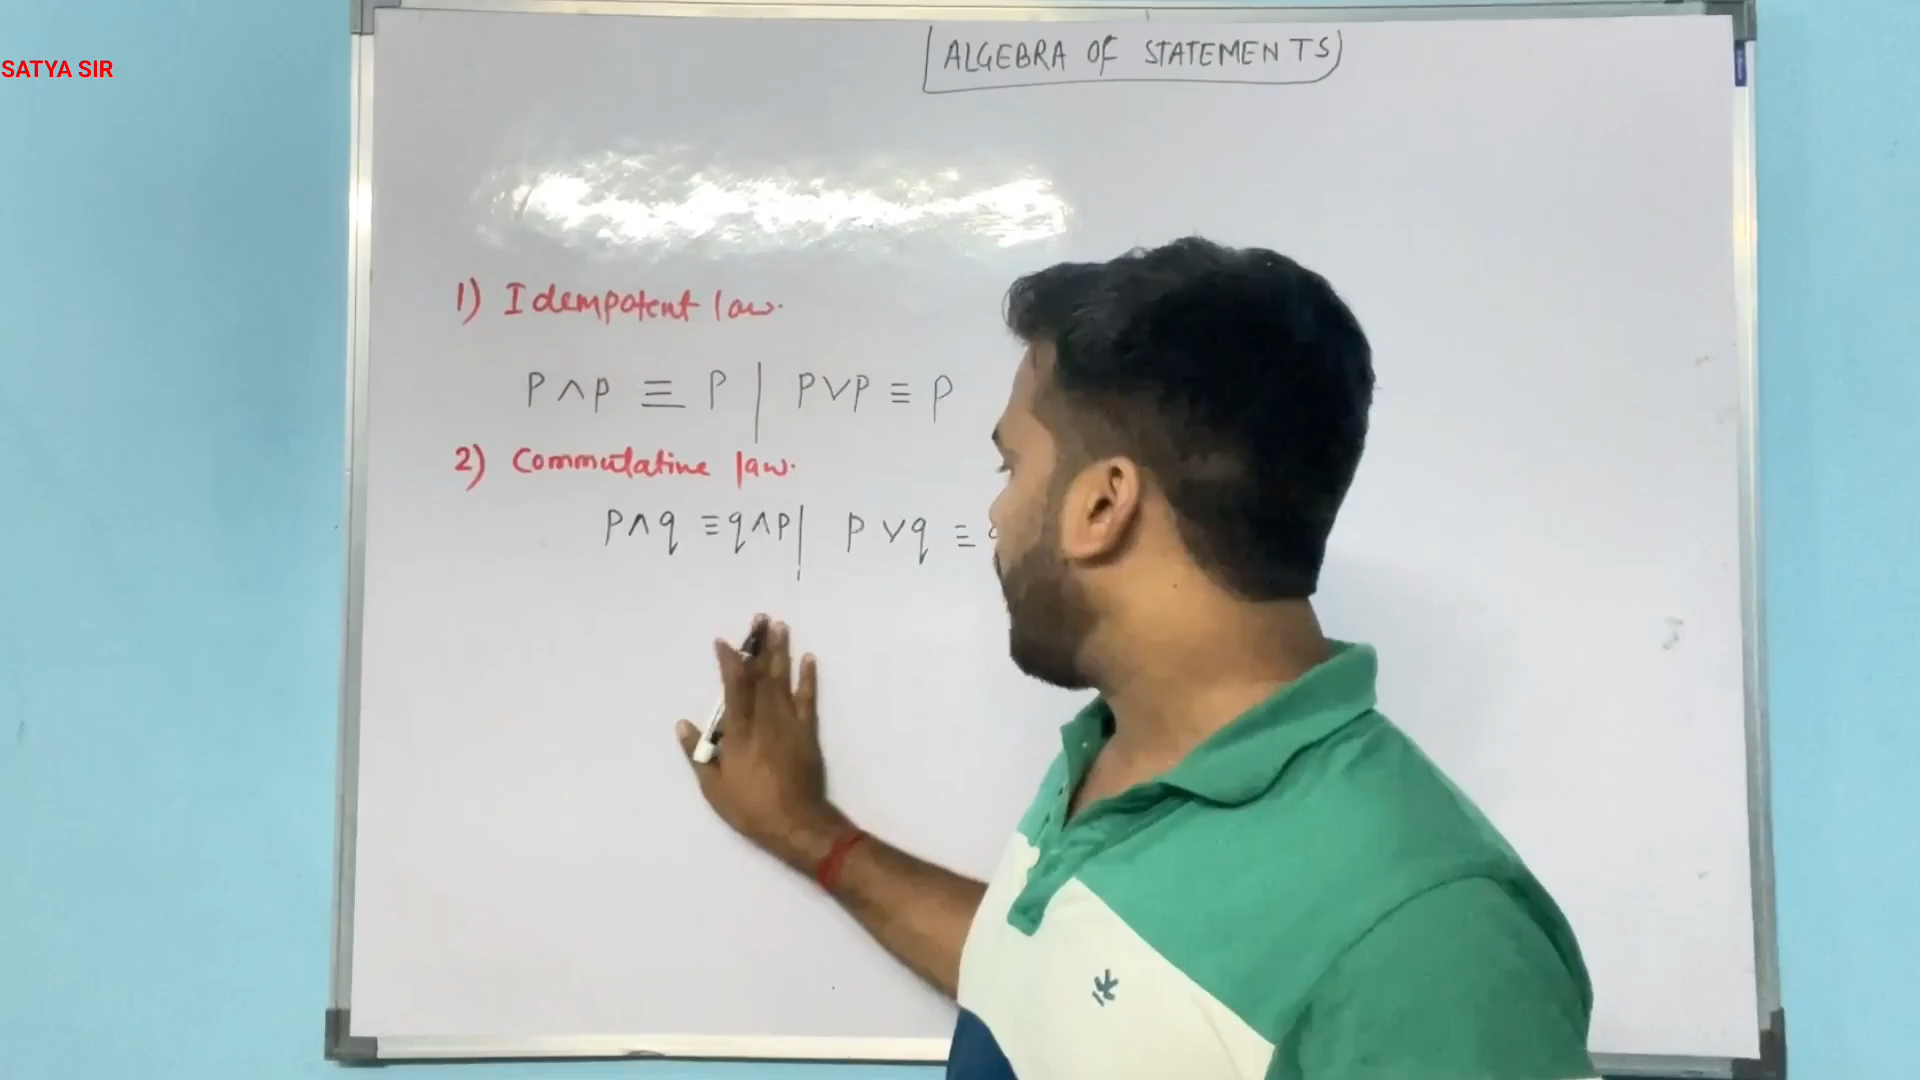 SATYA SIR
ALGEBRA OF STATEMENTS
1) Idempotent law.
P∧P ≡ P | P∨P ≡ P
2) Commutative law.
P∧q ≡ q∧P | P∨q ≡